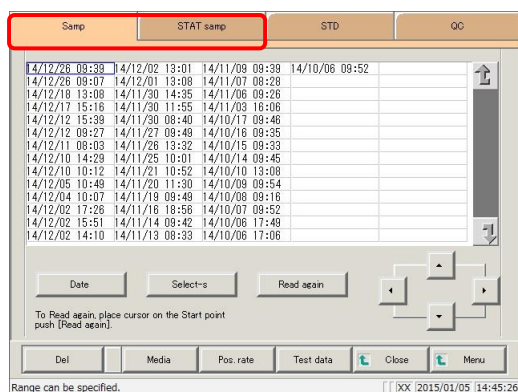 Samp STAT samp STD QC
14/12/26 09:39 14/12/02 13:01 14/11/09 09:39 14/10/06 09:52
14/12/26 09:07 14/12/01 13:08 14/11/07 08:28
14/12/18 13:08 14/11/30 14:35 14/11/06 09:26
14/12/17 15:16 14/11/30 11:55 14/11/03 16:06
14/12/12 15:39 14/11/30 08:40 14/10/17 09:46
14/12/12 09:27 14/11/27 09:49 14/10/16 09:35
14/12/11 08:03 14/11/26 13:32 14/10/15 09:33
14/12/10 14:29 14/11/25 10:01 14/10/14 09:45
14/12/10 10:12 14/11/21 10:52 14/10/10 13:08
14/12/05 10:49 14/11/20 11:30 14/10/09 09:54
14/12/04 10:07 14/11/19 09:49 14/10/08 09:16
14/12/02 17:26 14/11/16 18:56 14/10/07 09:52
14/12/02 15:51 14/11/14 09:42 14/10/06 17:49
14/12/02 14:10 14/11/13 08:33 14/10/06 17:06
Date Select-s Read again
To Read again, place cursor on the Start point
push [Read again].
Del Media Pos. rate Test data Close Menu
Range can be specified. XX 2015/01/05 14:45:26